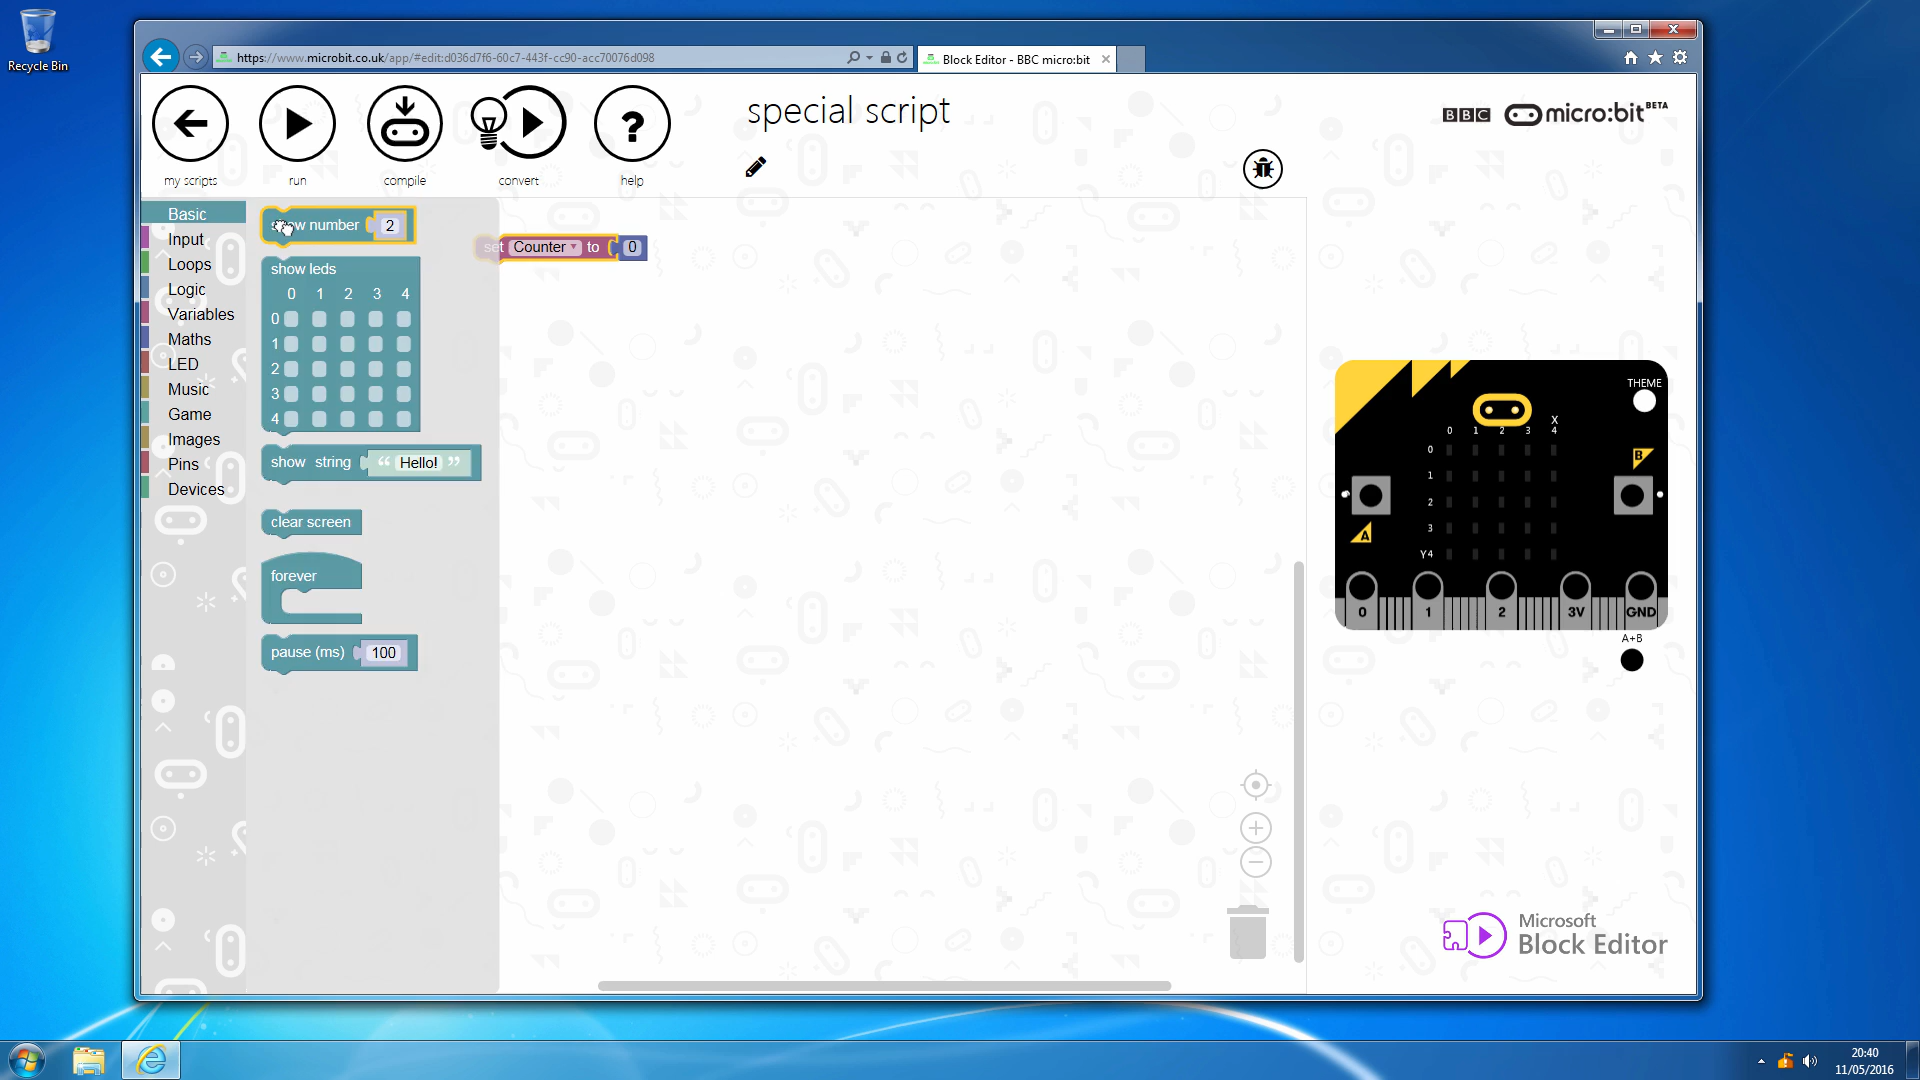 Recycle Bin
https://www.microbit.co.uk/app/#edit:d036d7f6-60c7-443f-cc90-acc70076d098
Block Editor - BBC micro:bit
my scripts
run
compile
convert
?
help
special script
BBC micro:bit BETA
Basic
Input
Loops
Logic
Variables
Maths
LED
Music
Game
Images
Pins
Devices
number 2
show leds
0 1 2 3 4
0
1
2
3
4
show string “ Hello! ”
clear screen
forever
pause (ms) 100
set Counter to 0
THEME
X
0 1 2 3 4
0
1
2
3
Y4
B
A
0 1 2 3V GND
A+B
Microsoft
Block Editor
20:40
11/05/2016